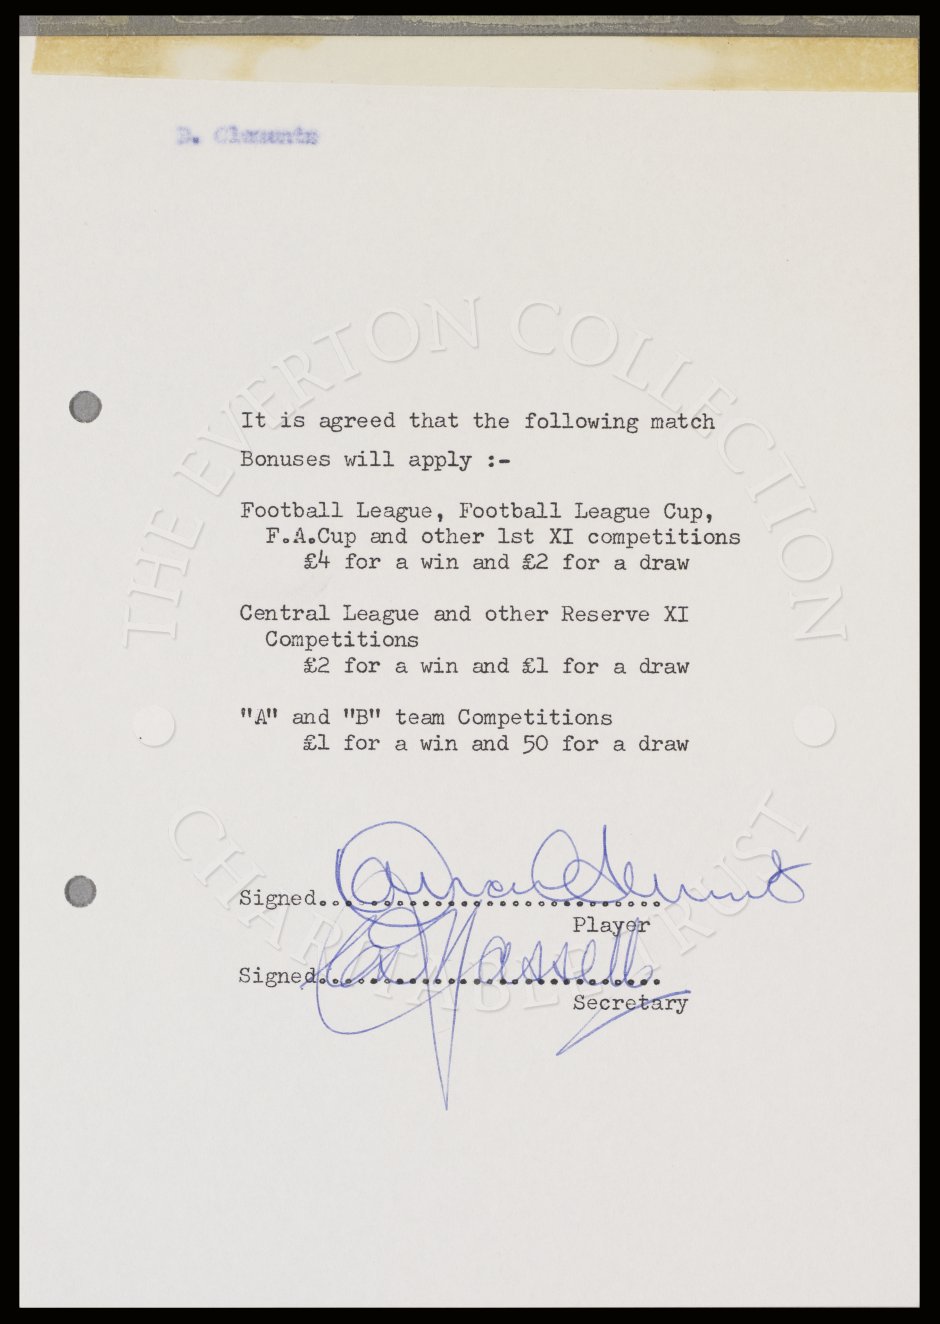 D. Clements
THE EVERTON COLLECTION
It is agreed that the following match
Bonuses will apply :-
Football League, Football League Cup,
F.A.Cup and other 1st XI competitions
£4 for a win and £2 for a draw
Central League and other Reserve XI
Competitions
£2 for a win and £1 for a draw
"A" and "B" team Competitions
£1 for a win and 50 for a draw
CHARITABLE TRUST
Signed..............................
Player
Signed..............................
Secretary